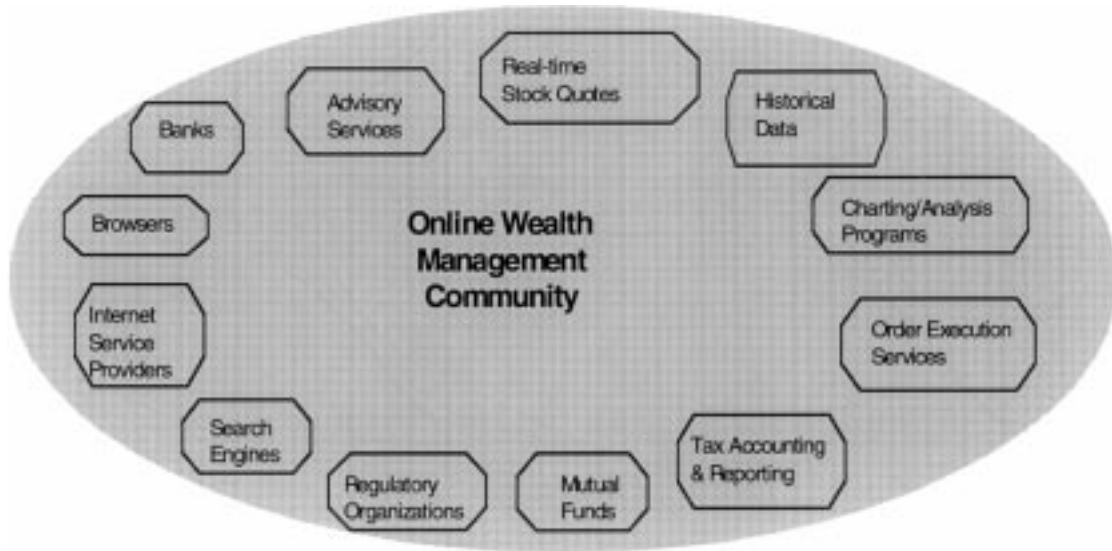 Real-time
Stock Quotes
Advisory
Services
Historical
Data
Banks
Browsers
Online Wealth
Management
Community
Charting/Analysis
Programs
Internet
Service
Providers
Order Execution
Services
Search
Engines
Tax Accounting
& Reporting
Regulatory
Organizations
Mutual
Funds